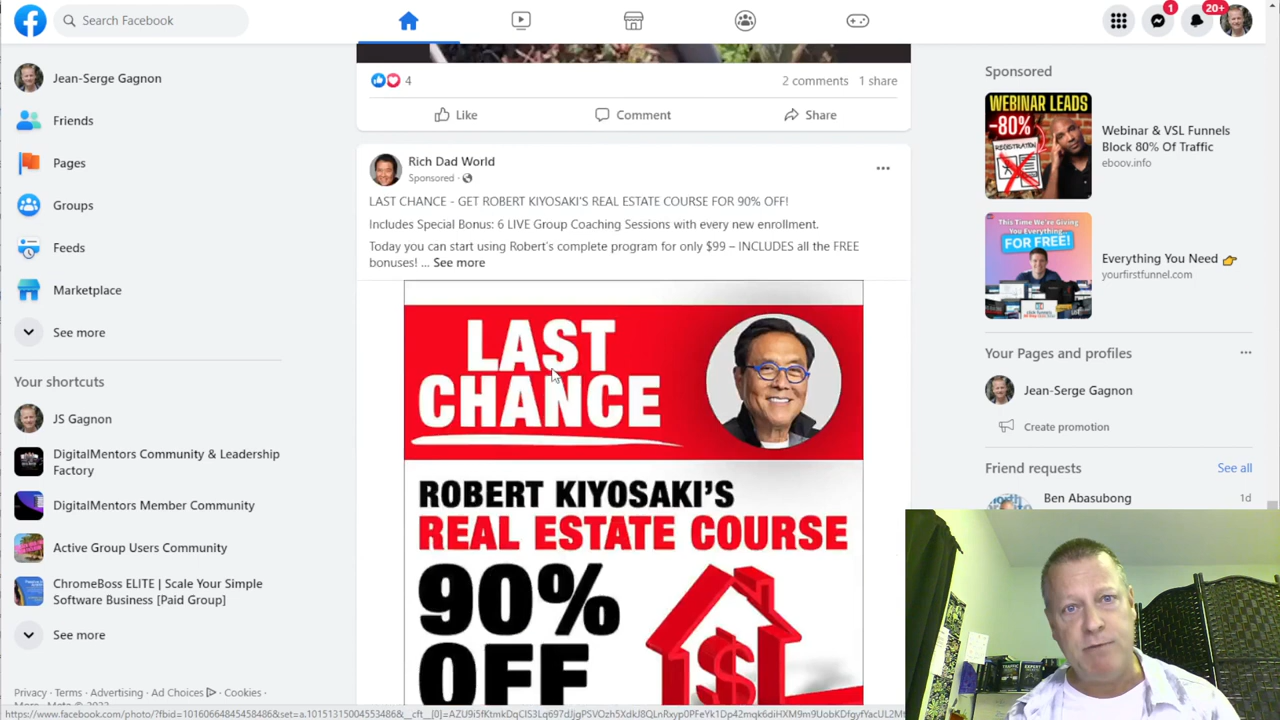 Search Facebook
1
20+
Jean-Serge Gagnon
Friends
Pages
Groups
Feeds
Marketplace
See more
Your shortcuts
JS Gagnon
DigitalMentors Community & Leadership
Factory
DigitalMentors Member Community
Active Group Users Community
ChromeBoss ELITE | Scale Your Simple
Software Business [Paid Group]
See more
Privacy · Terms · Advertising · Ad Choices · Cookies ·
4
2 comments 1 share
Like Comment Share
Rich Dad World
Sponsored ·
LAST CHANCE - GET ROBERT KIYOSAKI'S REAL ESTATE COURSE FOR 90% OFF!
Includes Special Bonus: 6 LIVE Group Coaching Sessions with every new enrollment.
Today you can start using Robert's complete program for only $99 – INCLUDES all the FREE
bonuses! ... See more
LAST
CHANCE
ROBERT KIYOSAKI'S
REAL ESTATE COURSE
90%
OFF
$
Sponsored
WEBINAR LEADS
-80%
REGISTRATION
Webinar & VSL Funnels
Block 80% Of Traffic
eboov.info
This Time We're Giving
You Everything...
FOR FREE!
Everything You Need 👉
yourfirstfunnel.com
Your Pages and profiles
Jean-Serge Gagnon
Create promotion
Friend requests See all
Ben Abasubong 1d
TRAFFIC
EXPERT